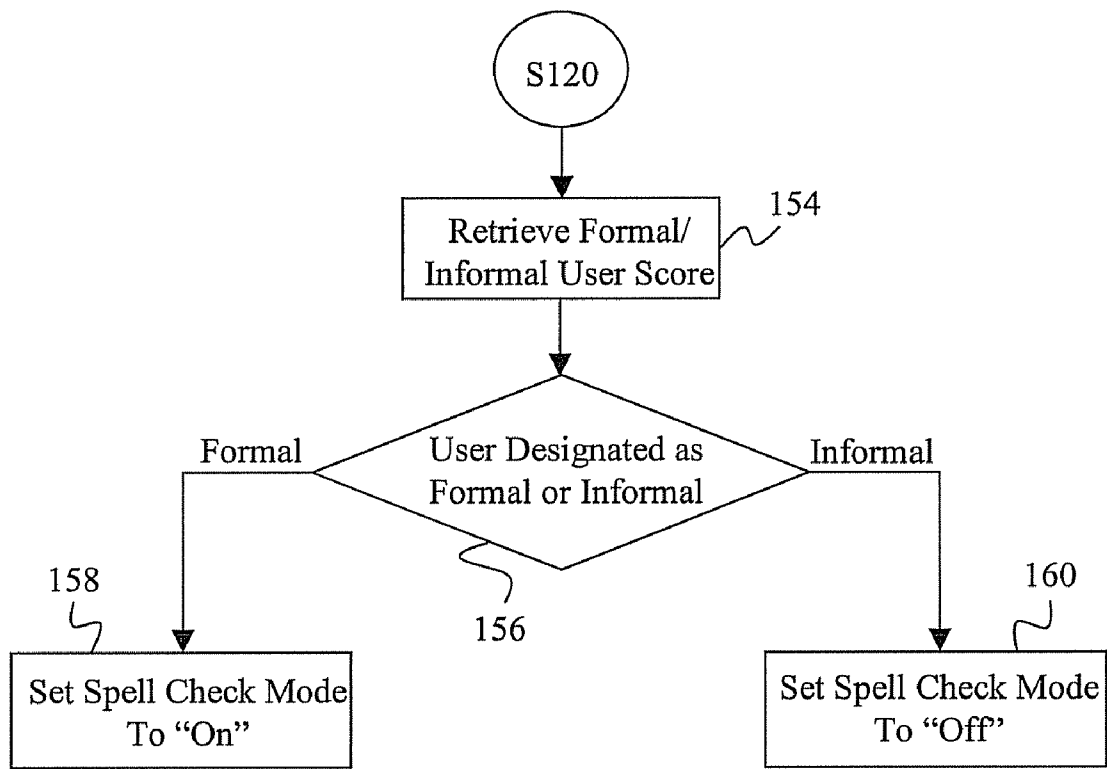 S120
Retrieve Formal/
Informal User Score
154
Formal
User Designated as
Formal or Informal
Informal
156
158
Set Spell Check Mode
To “On”
160
Set Spell Check Mode
To “Off”